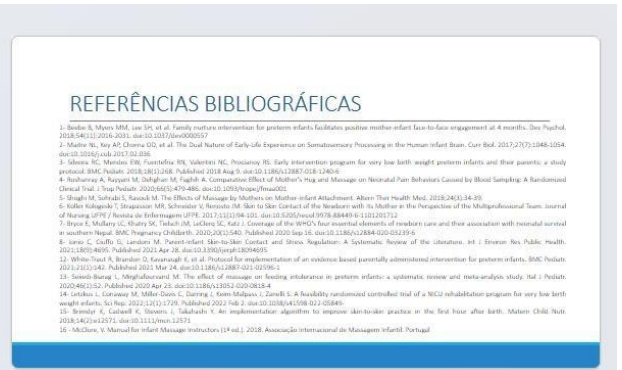 REFERÊNCIAS BIBLIOGRÁFICAS
1- Beebe B, Myers MM, Lee SH, et al. Family nurture intervention for preterm infants facilitates positive mother-infant face-to-face engagement at 4 months. Dev Psychol.
2018;54(11):2016-2031. doi:10.1037/dev0000557
2- Maitre NL, Key AP, Chorna OD, et al. The Dual Nature of Early-Life Experience on Somatosensory Processing in the Human Infant Brain. Curr Biol. 2017;27(7):1048-1054.
doi:10.1016/j.cub.2017.02.036
3- Silveira RC, Mendes EW, Fuentefria RN, Valentini NC, Procianoy RS. Early intervention program for very low birth weight preterm infants and their parents: a study
protocol. BMC Pediatr. 2018;18(1):268. Published 2018 Aug 9. doi:10.1186/s12887-018-1240-6
4- Roshanray A, Rayyani M, Dehghan M, Faghih A. Comparative Effect of Mother's Hug and Massage on Neonatal Pain Behaviors Caused by Blood Sampling: A Randomized
Clinical Trial. J Trop Pediatr. 2020;66(5):479-486. doi:10.1093/tropej/fmaa001
5- Shoghi M, Sohrabi S, Rasouli M. The Effects of Massage by Mothers on Mother-Infant Attachment. Altern Ther Health Med. 2018;24(3):34-39.
6- Kollet Kologeski T, Strapasson MR, Schneider V, Renosto JM. Skin to Skin Contact of the Newborn with its Mother in the Perspective of the Multiprofessional Team. Journal
of Nursing UFPE / Revista de Enfermagem UFPE. 2017;11(1):94-101.
7- Bryce E, Mullany LC, Khatry SK, Tielsch JM, LeClerq SC, Katz J. Coverage of the WHO's four essential elements of newborn care and their association with neonatal survival
in southern Nepal. BMC Pregnancy Childbirth. 2020;20(1):540. Published 2020 Sep 16. doi:10.1186/s12884-020-03239-6
8- Ionio C, Ciuffo G, Landoni M. Parent-Infant Skin-to-Skin Contact and Stress Regulation: A Systematic Review of the Literature. Int J Environ Res Public Health.
2021;18(9):4695. Published 2021 Apr 28. doi:10.3390/ijerph18094695
12- White-Traut R, Brandon D, Kavanaugh K, et al. Protocol for implementation of an evidence based parentally administered intervention for preterm infants. BMC Pediatr.
2021;21(1):142. Published 2021 Mar 24. doi:10.1186/s12887-021-02596-1
13- Seiiedi-Biarag L, Mirghafourvand M. The effect of massage on feeding intolerance in preterm infants: a systematic review and meta-analysis study. Ital J Pediatr.
2020;46(1):52. Published 2020 Apr 23. doi:10.1186/s13052-020-0818-4
14- Letzkus L, Conaway M, Miller-Davis C, Darring J, Keim-Malpass J, Zanelli S. A feasibility randomized controlled trial of a NICU rehabilitation program for very low birth
weight infants. Sci Rep. 2022;12(1):1729. Published 2022 Feb 2. doi:10.1038/s41598-022-05849-
15- Brimdyr K, Cadwell K, Stevens J, Takahashi Y. An implementation algorithm to improve skin-to-skin practice in the first hour after birth. Matern Child Nutr.
2018;14(2):e12571. doi:10.1111/mcn.12571
16 - McClure, V. Manual for Infant Massage Instructors (1ª ed.). 2018. Associação Internacional de Massagem Infantil. Portugal